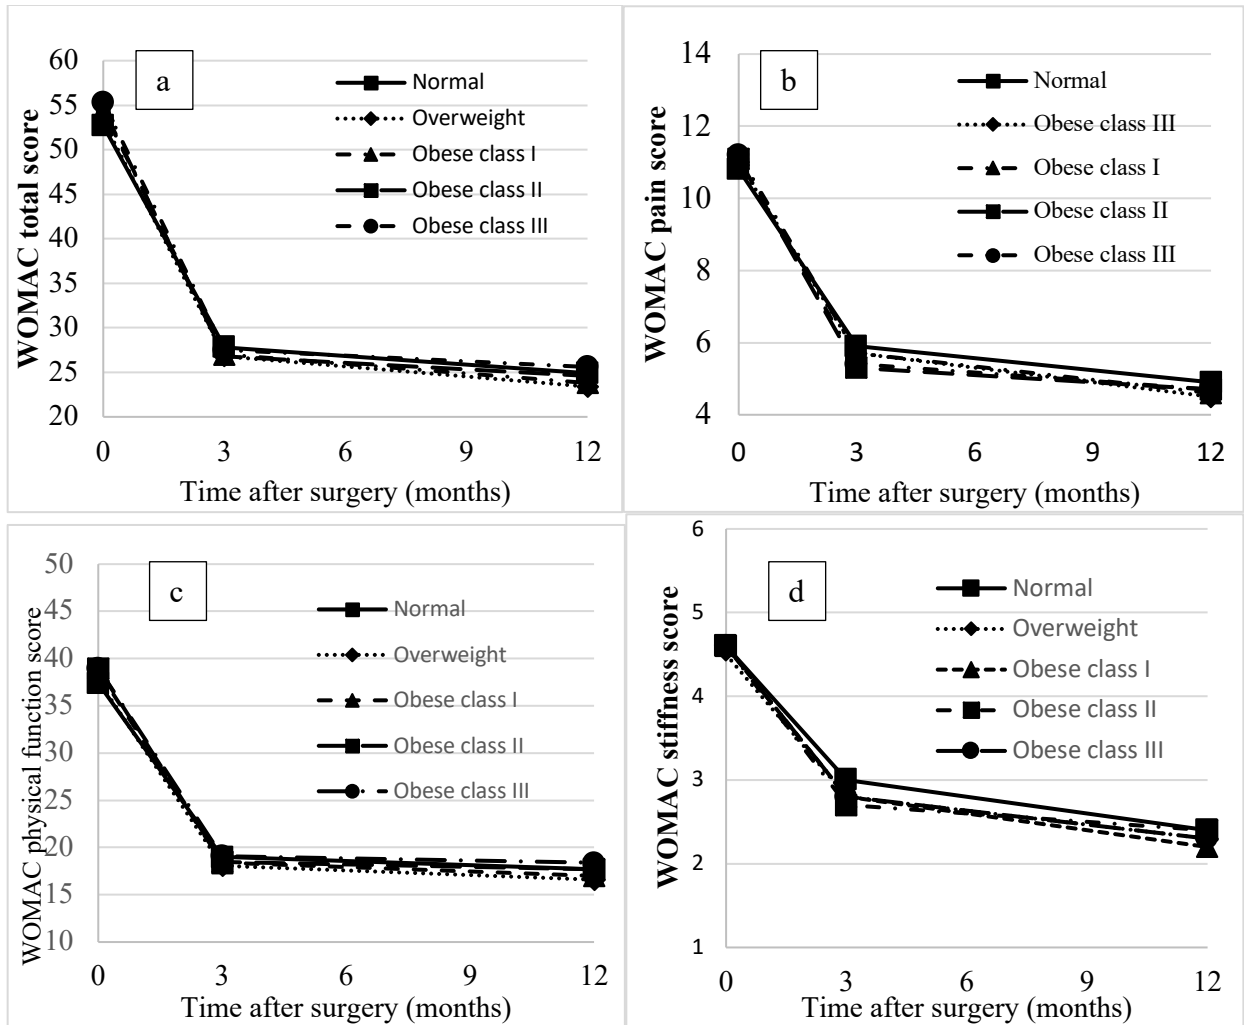 a
WOMAC total score
60
55
50
45
40
35
30
25
20
Normal
Overweight
Obese class I
Obese class II
Obese class III
0 3 6 9 12
Time after surgery (months)
b
WOMAC pain score
14
12
10
8
6
4
Normal
Obese class III
Obese class I
Obese class II
Obese class III
0 3 6 9 12
Time after surgery (months)
c
WOMAC physical function score
50
45
40
35
30
25
20
15
10
Normal
Overweight
Obese class I
Obese class II
Obese class III
0 3 6 9 12
Time after surgery (months)
d
WOMAC stiffness score
6
5
4
3
2
1
Normal
Overweight
Obese class I
Obese class II
Obese class III
0 3 6 9 12
Time after surgery (months)